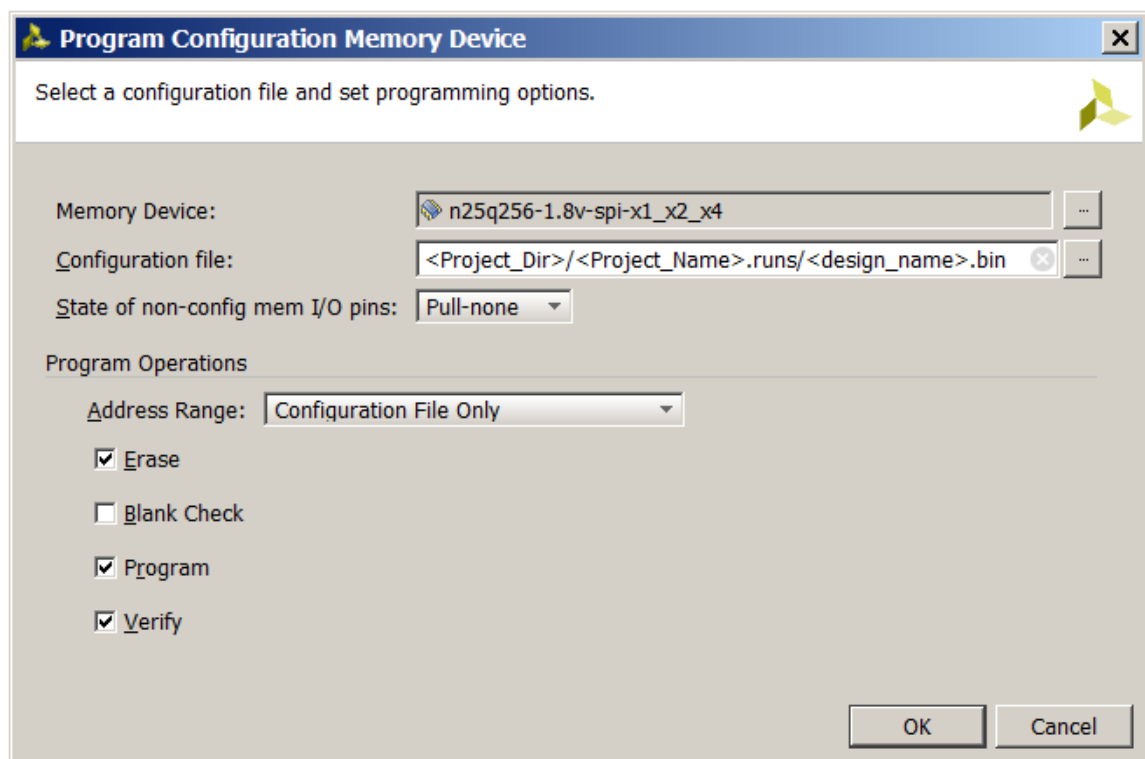 Program Configuration Memory Device
Select a configuration file and set programming options.
Memory Device: n25q256-1.8v-spi-x1_x2_x4 ...
Configuration file: <Project_Dir>/<Project_Name>.runs/<design_name>.bin ...
State of non-config mem I/O pins: Pull-none
Program Operations
Address Range: Configuration File Only
Erase
Blank Check
Program
Verify
OK Cancel